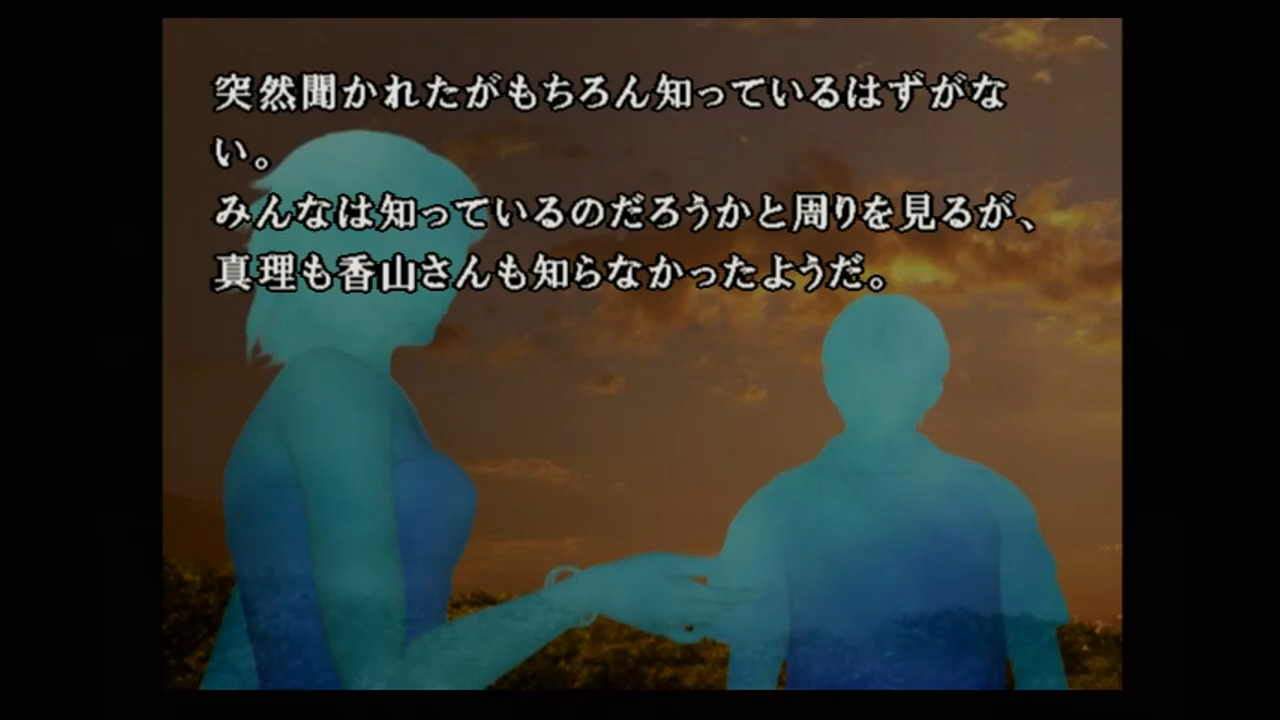 突然聞かれたがもちろん知っているはずがな
い。
みんなは知っているのだろうかと周りを見るが、
真理も香山さんも知らなかったようだ。